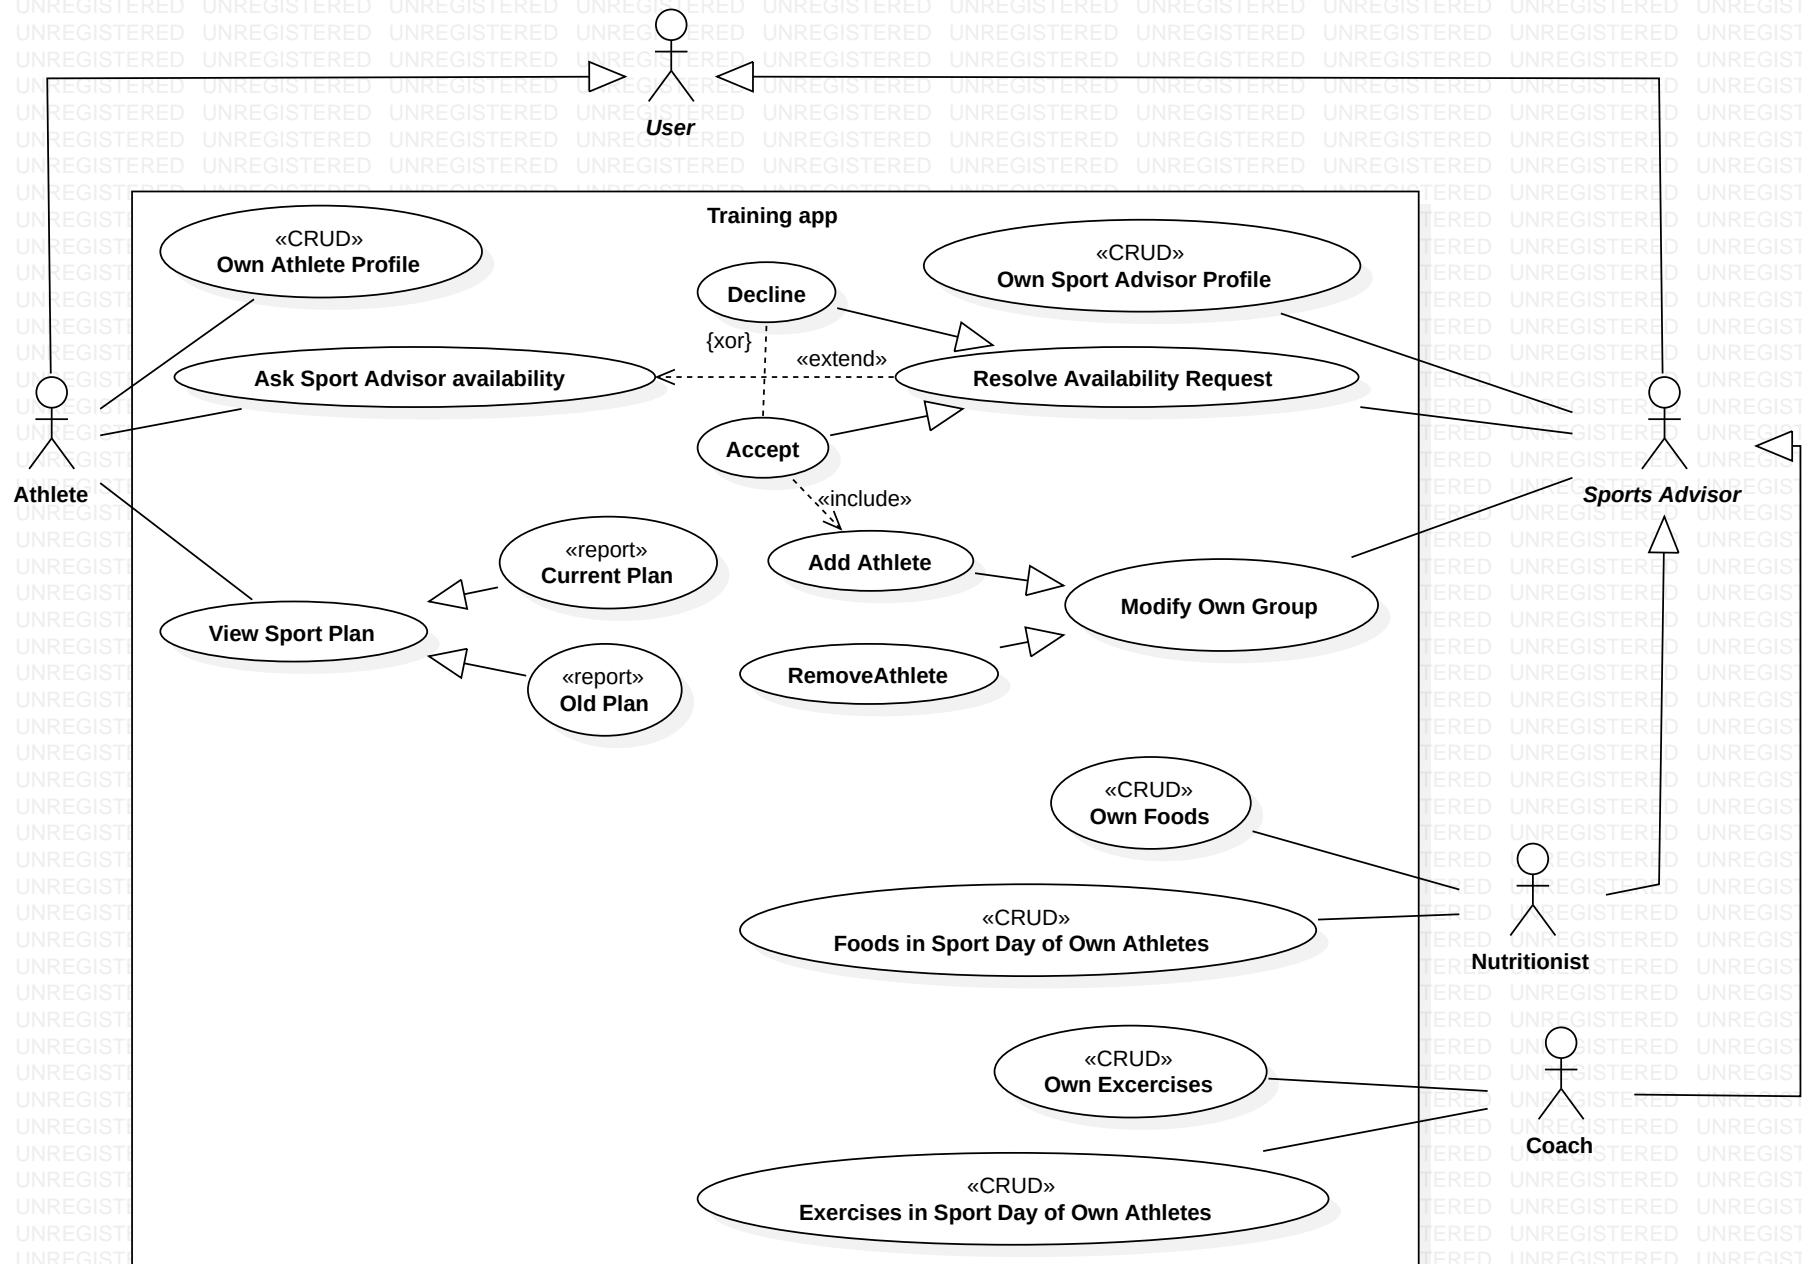 User
Training app
«CRUD»
Own Athlete Profile
«CRUD»
Own Sport Advisor Profile
Decline
{xor}
«extend»
Ask Sport Advisor availability
Resolve Availability Request
Accept
«include»
Athlete
Sports Advisor
«report»
Current Plan
Add Athlete
Modify Own Group
View Sport Plan
RemoveAthlete
«report»
Old Plan
«CRUD»
Own Foods
«CRUD»
Foods in Sport Day of Own Athletes
Nutritionist
«CRUD»
Own Excercises
Coach
«CRUD»
Exercises in Sport Day of Own Athletes
UNREGISTERED